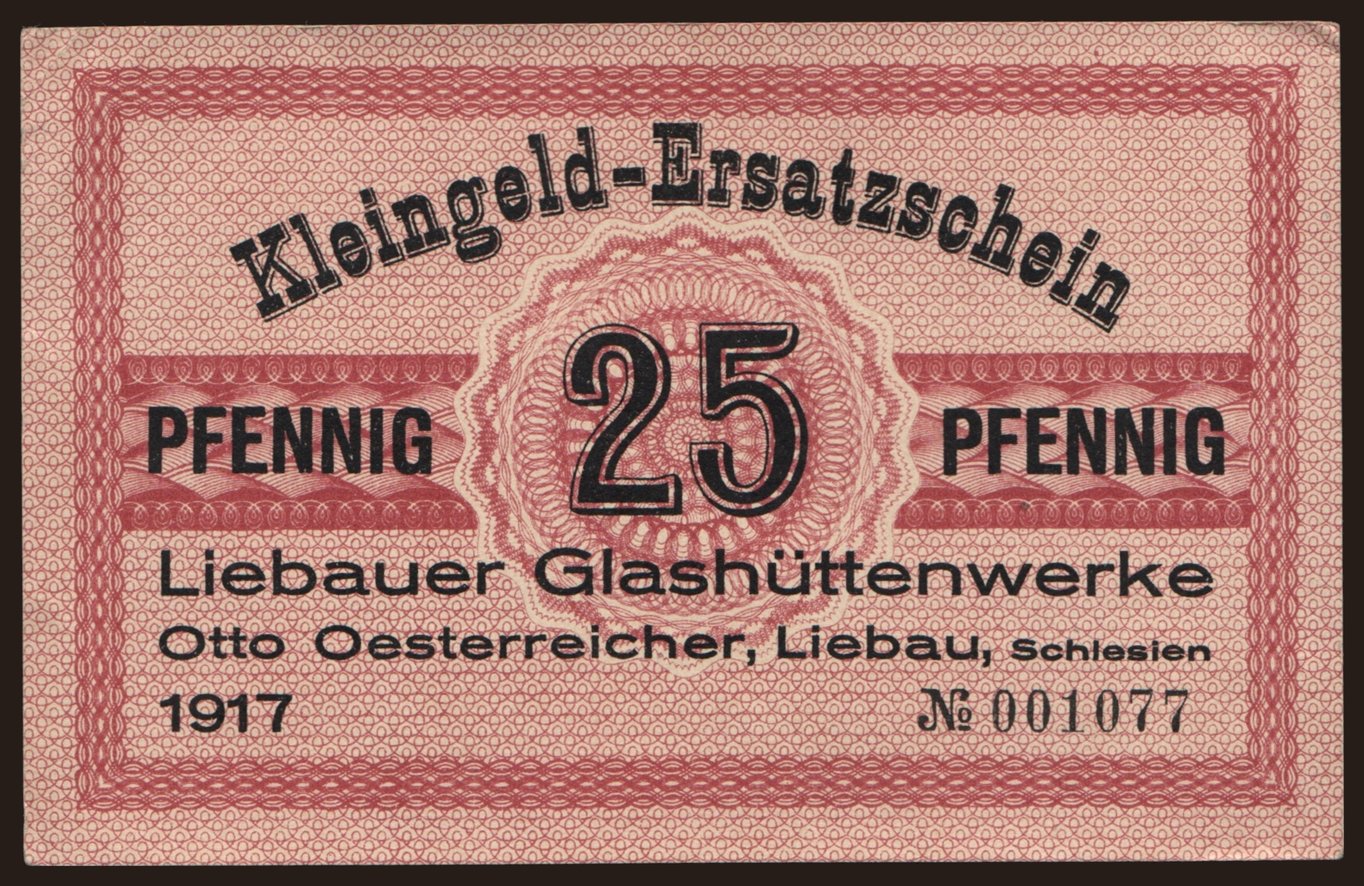 Kleingeld-Ersatzschein
PFENNIG 25 PFENNIG
Liebauer Glashüttenwerke
Otto Oesterreicher, Liebau, Schlesien
1917 № 001077